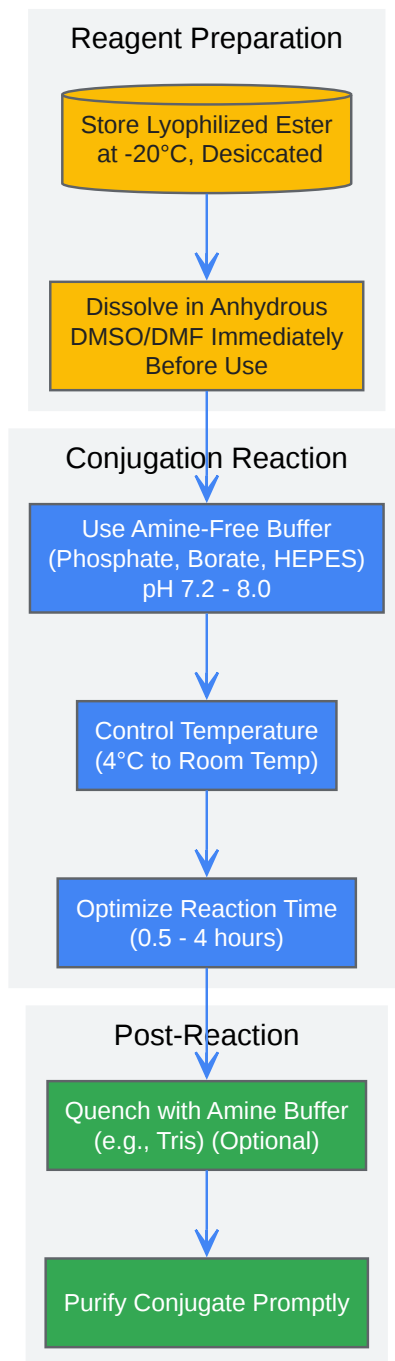 Reagent Preparation
Store Lyophilized Ester
at -20°C, Desiccated
Dissolve in Anhydrous
DMSO/DMF Immediately
Before Use
Conjugation Reaction
Use Amine-Free Buffer
(Phosphate, Borate, HEPES)
pH 7.2 - 8.0
Control Temperature
(4°C to Room Temp)
Optimize Reaction Time
(0.5 - 4 hours)
Post-Reaction
Quench with Amine Buffer
(e.g., Tris) (Optional)
Purify Conjugate Promptly